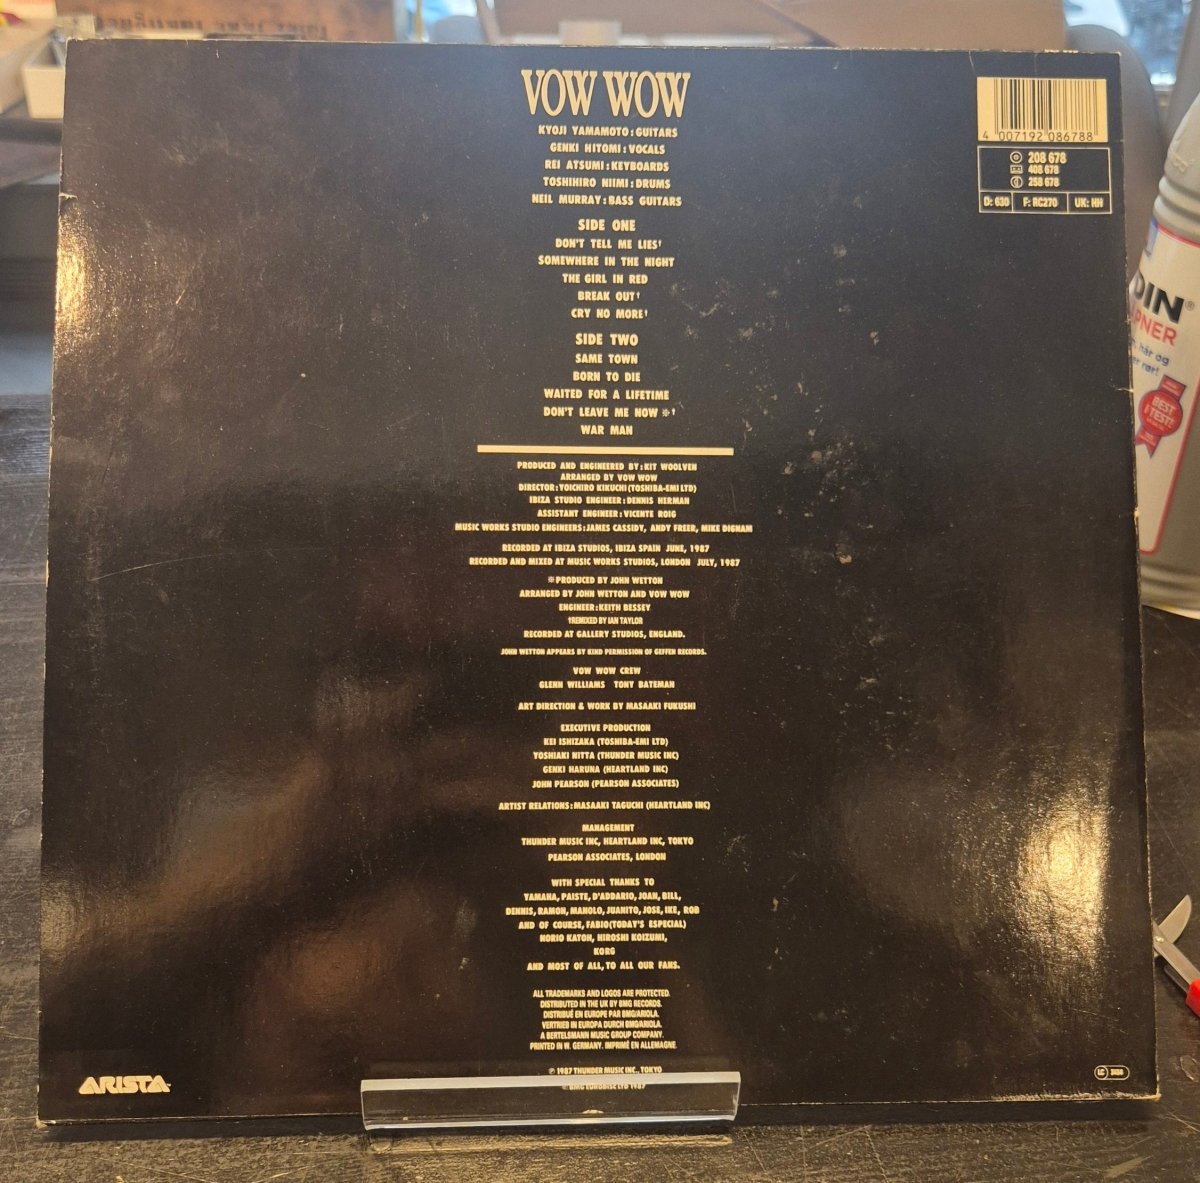 VOW WOW
KYOJI YAMAMOTO : GUITARS
GENKI HITOMI : VOCALS
REI ATSUMI : KEYBOARDS
TOSHIHIRO NIIMI : DRUMS
NEIL MURRAY : BASS GUITARS
SIDE ONE
DON'T TELL ME LIES†
SOMEWHERE IN THE NIGHT
THE GIRL IN RED
BREAK OUT†
CRY NO MORE†
SIDE TWO
SAME TOWN
BORN TO DIE
WAITED FOR A LIFETIME
DON'T LEAVE ME NOW ※†
WAR MAN
PRODUCED AND ENGINEERED BY : KIT WOOLVEN
ARRANGED BY VOW WOW
DIRECTOR : YOICHIRO KIKUCHI (TOSHIBA-EMI LTD)
IBIZA STUDIO ENGINEER : DENNIS HERMAN
ASSISTANT ENGINEER : VICENTE ROIG
MUSIC WORKS STUDIO ENGINEERS : JAMES CASSIDY, ANDY FREER, MIKE DIGNAM
RECORDED AT IBIZA STUDIOS, IBIZA SPAIN JUNE, 1987
RECORDED AND MIXED AT MUSIC WORKS STUDIOS, LONDON JULY, 1987
※PRODUCED BY JOHN WETTON
ARRANGED BY JOHN WETTON AND VOW WOW
ENGINEER : KEITH BESSEY
†REMIXED BY IAN TAYLOR
RECORDED AT GALLERY STUDIOS, ENGLAND.
JOHN WETTON APPEARS BY KIND PERMISSION OF GEFFEN RECORDS.
VOW WOW CREW
GLENN WILLIAMS TONY BATEMAN
ART DIRECTION & WORK BY MASAAKI FUKUSHI
EXECUTIVE PRODUCTION
KEI ISHIZAKA (TOSHIBA-EMI LTD)
YOSHIAKI NITTA (THUNDER MUSIC INC)
GENKI HARUNA (HEARTLAND INC)
JOHN PEARSON (PEARSON ASSOCIATES)
ARTIST RELATIONS : MASAAKI TAGUCHI (HEARTLAND INC)
MANAGEMENT
THUNDER MUSIC INC, HEARTLAND INC, TOKYO
PEARSON ASSOCIATES, LONDON
WITH SPECIAL THANKS TO
YAMAHA, PAISTE, D'ADDARIO, JOAN, BILL,
DENNIS, RAMON, MANOLO, JUANITO, JOSE, IKE, ROB
AND OF COURSE, FABIO (TODAY'S ESPECIAL)
NORIO KATOH, HIROSHI KOIZUMI,
KORG
AND MOST OF ALL, TO ALL OUR FANS.
ALL TRADEMARKS AND LOGOS ARE PROTECTED.
DISTRIBUTED IN THE UK BY BMG RECORDS.
DISTRIBUÉ EN EUROPE PAR BMG/ARIOLA.
VERTRIEB IN EUROPA DURCH BMG/ARIOLA.
A BERTELSMANN MUSIC GROUP COMPANY.
PRINTED IN W. GERMANY. IMPRIMÉ EN ALLEMAGNE.
℗ 1987 THUNDER MUSIC INC., TOKYO
© BMG EURODISC LTD 1987
ARISTA
4 007192 086788
208 678
408 678
258 678
D: 630 F: RC270 UK: HH
LC
DIN®
PNER
hår og
er rør!
BEST
I TEST